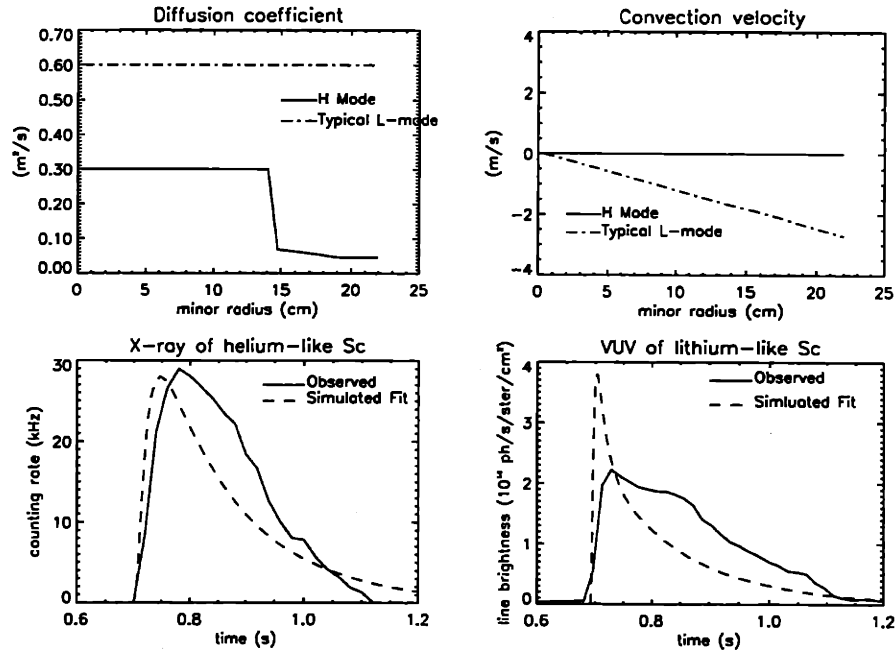 Diffusion coefficient
0.70
0.60
0.50
0.40
0.30
0.20
0.10
0.00
(m²/s)
H Mode
Typical L-mode
0 5 10 15 20 25
minor radius (cm)
Convection velocity
4
2
0
-2
-4
(m/s)
H Mode
Typical L-mode
0 5 10 15 20 25
minor radius (cm)
X-ray of helium-like Sc
30
20
10
0
counting rate (kHz)
Observed
Simulated Fit
0.6 0.8 1.0 1.2
time (s)
VUV of lithium-like Sc
4
3
2
1
0
line brightness (10¹⁴ ph/s/ster/cm²)
Observed
Simluated Fit
0.6 0.8 1.0 1.2
time (s)